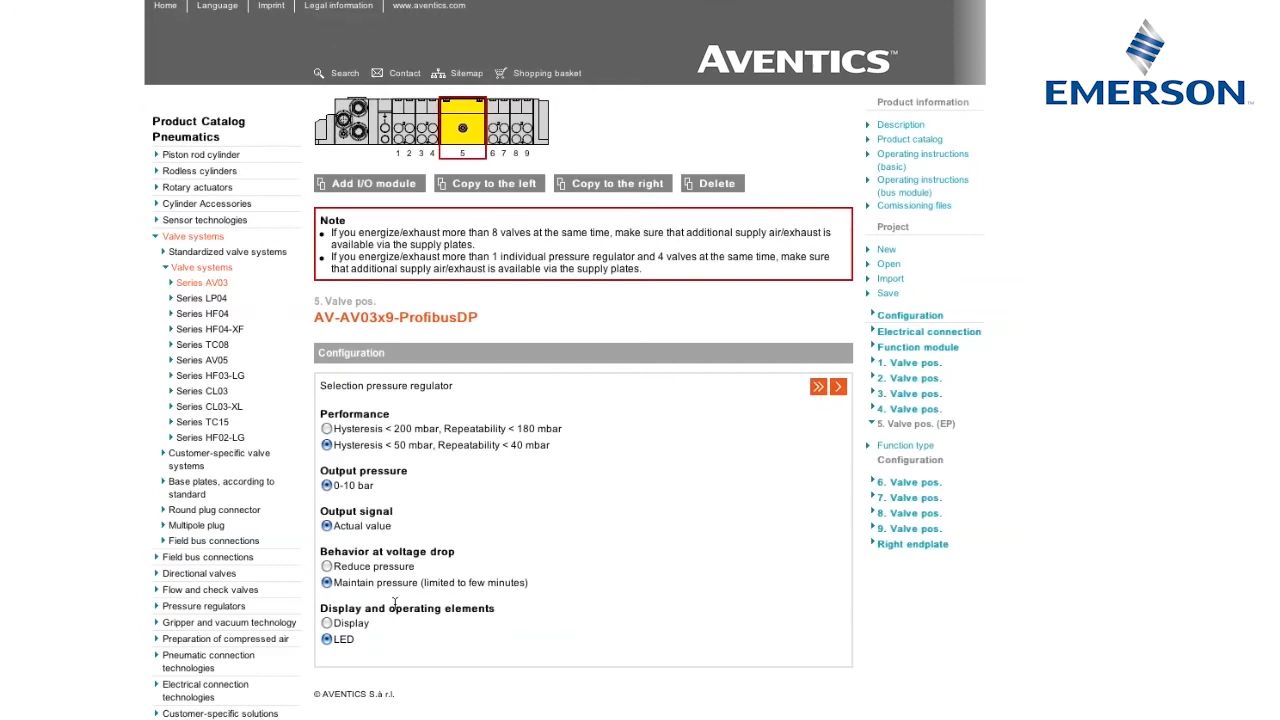 Home
Language
Imprint
Legal information
www.aventics.com
Search
Contact
Sitemap
Shopping basket
AVENTICS™
EMERSON™
Product Catalog
Pneumatics
Piston rod cylinder
Rodless cylinders
Rotary actuators
Cylinder Accessories
Sensor technologies
Valve systems
Standardized valve systems
Valve systems
Series AV03
Series LP04
Series HF04
Series HF04-XF
Series TC08
Series AV05
Series HF03-LG
Series CL03
Series CL03-XL
Series TC15
Series HF02-LG
Customer-specific valve
systems
Base plates, according to
standard
Round plug connector
Multipole plug
Field bus connections
Field bus connections
Directional valves
Flow and check valves
Pressure regulators
Gripper and vacuum technology
Preparation of compressed air
Pneumatic connection
technologies
Electrical connection
technologies
Customer-specific solutions
1 2 3 4 5 6 7 8 9
Add I/O module
Copy to the left
Copy to the right
Delete
Note
If you energize/exhaust more than 8 valves at the same time, make sure that additional supply air/exhaust is
available via the supply plates.
If you energize/exhaust more than 1 individual pressure regulator and 4 valves at the same time, make sure
that additional supply air/exhaust is available via the supply plates.
5. Valve pos.
AV-AV03x9-ProfibusDP
Configuration
Selection pressure regulator
Performance
Hysteresis < 200 mbar, Repeatability < 180 mbar
Hysteresis < 50 mbar, Repeatability < 40 mbar
Output pressure
0-10 bar
Output signal
Actual value
Behavior at voltage drop
Reduce pressure
Maintain pressure (limited to few minutes)
Display and operating elements
Display
LED
© AVENTICS S.à r.l.
Product information
Description
Product catalog
Operating instructions
(basic)
Operating instructions
(bus module)
Comissioning files
Project
New
Open
Import
Save
Configuration
Electrical connection
Function module
1. Valve pos.
2. Valve pos.
3. Valve pos.
4. Valve pos.
5. Valve pos. (EP)
Function type
Configuration
6. Valve pos.
7. Valve pos.
8. Valve pos.
9. Valve pos.
Right endplate